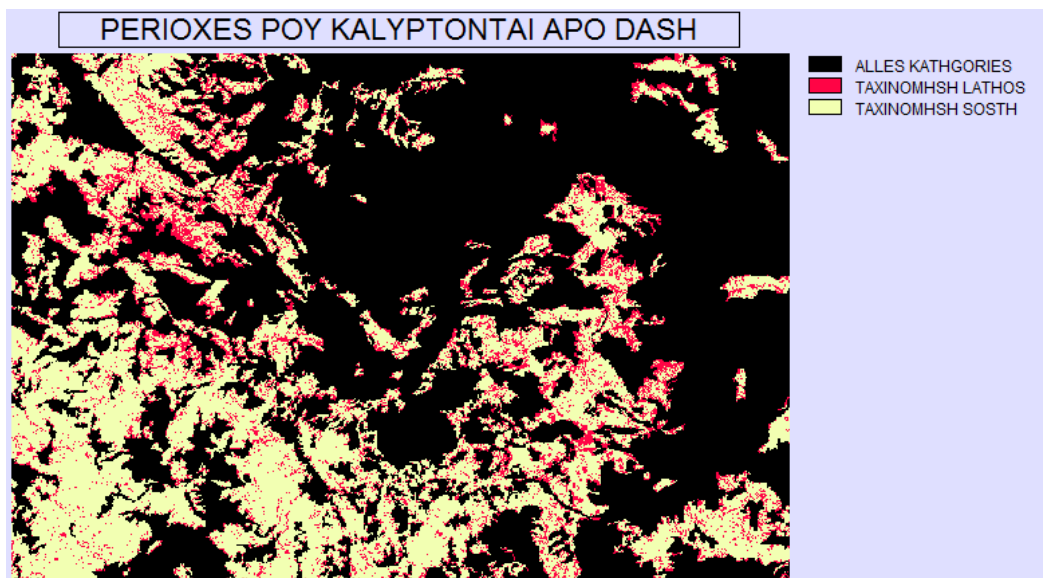 PERIOXES POY KALYPTONTAI APO DASH
ALLES KATHGORIES
TAXINOMHSH LATHOS
TAXINOMHSH SOSTH